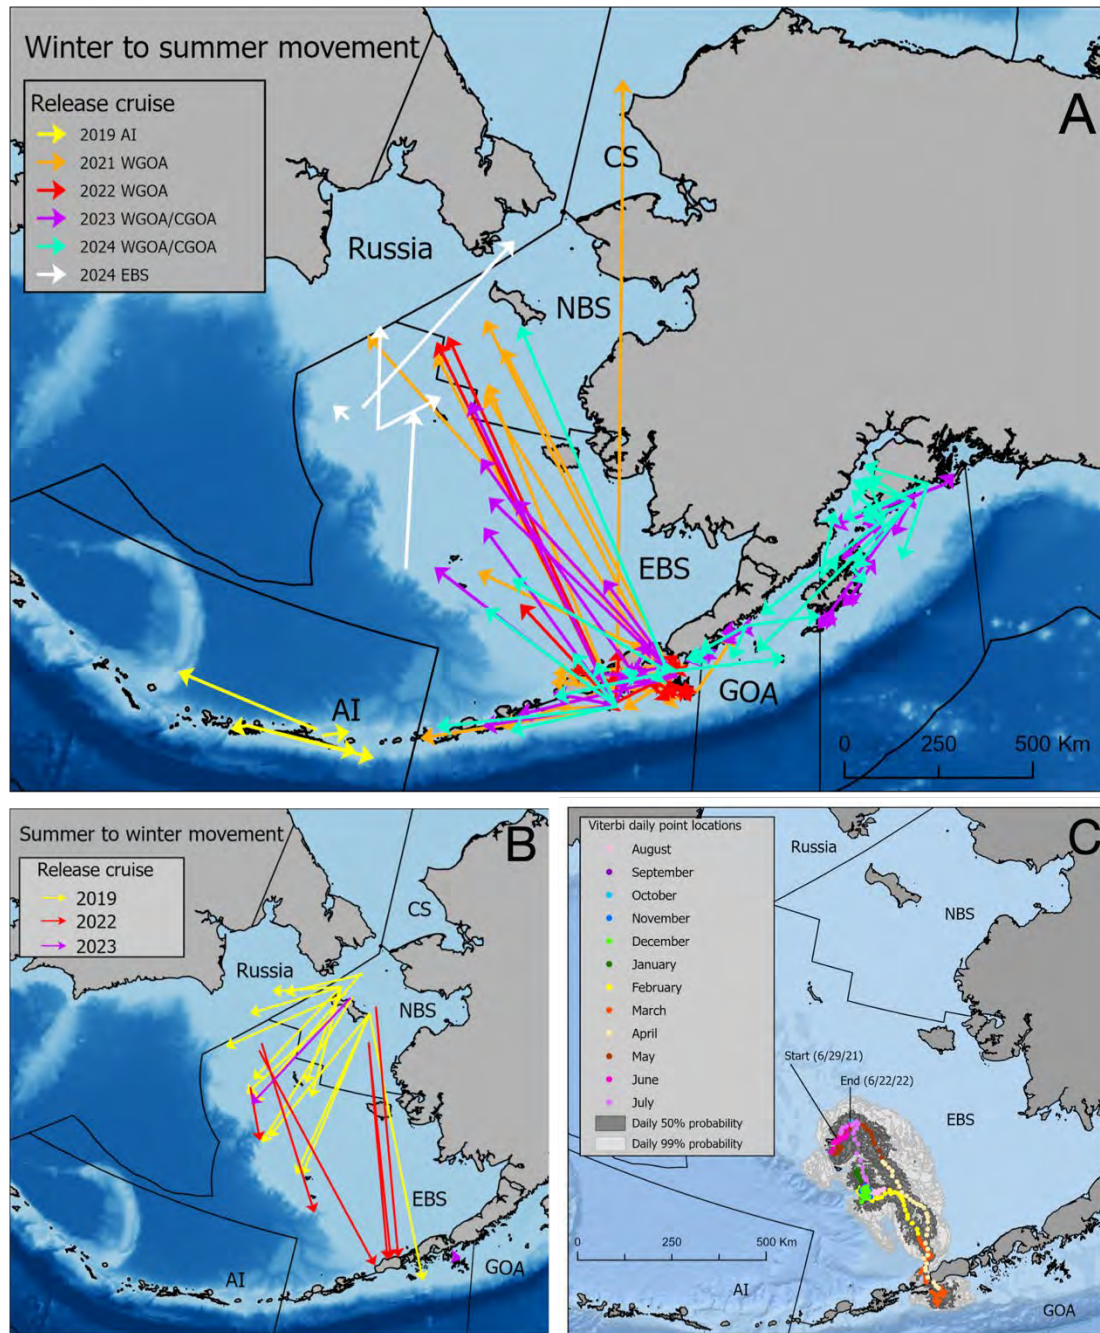 Winter to summer movement
A
Release cruise
2019 AI
2021 WGOA
2022 WGOA
2023 WGOA/CGOA
2024 WGOA/CGOA
2024 EBS
CS
Russia
NBS
EBS
GOA
AI
0 250 500 Km
Summer to winter movement
B
Release cruise
2019
2022
2023
CS
Russia
NBS
EBS
AI
GOA
C
Viterbi daily point locations
August
September
October
November
December
January
February
March
April
May
June
July
Daily 50% probability
Daily 99% probability
Russia
NBS
Start (6/29/21)
End (6/22/22)
EBS
0 250 500 Km
AI
GOA